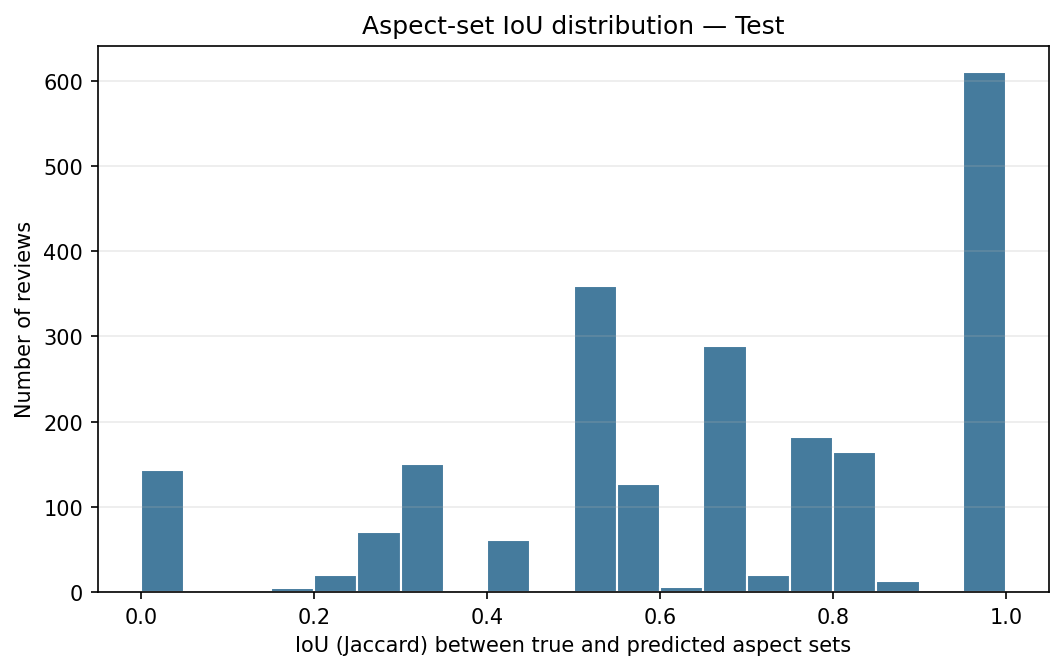 Aspect-set IoU distribution — Test
Number of reviews
600
500
400
300
200
100
0
0.0 0.2 0.4 0.6 0.8 1.0
IoU (Jaccard) between true and predicted aspect sets